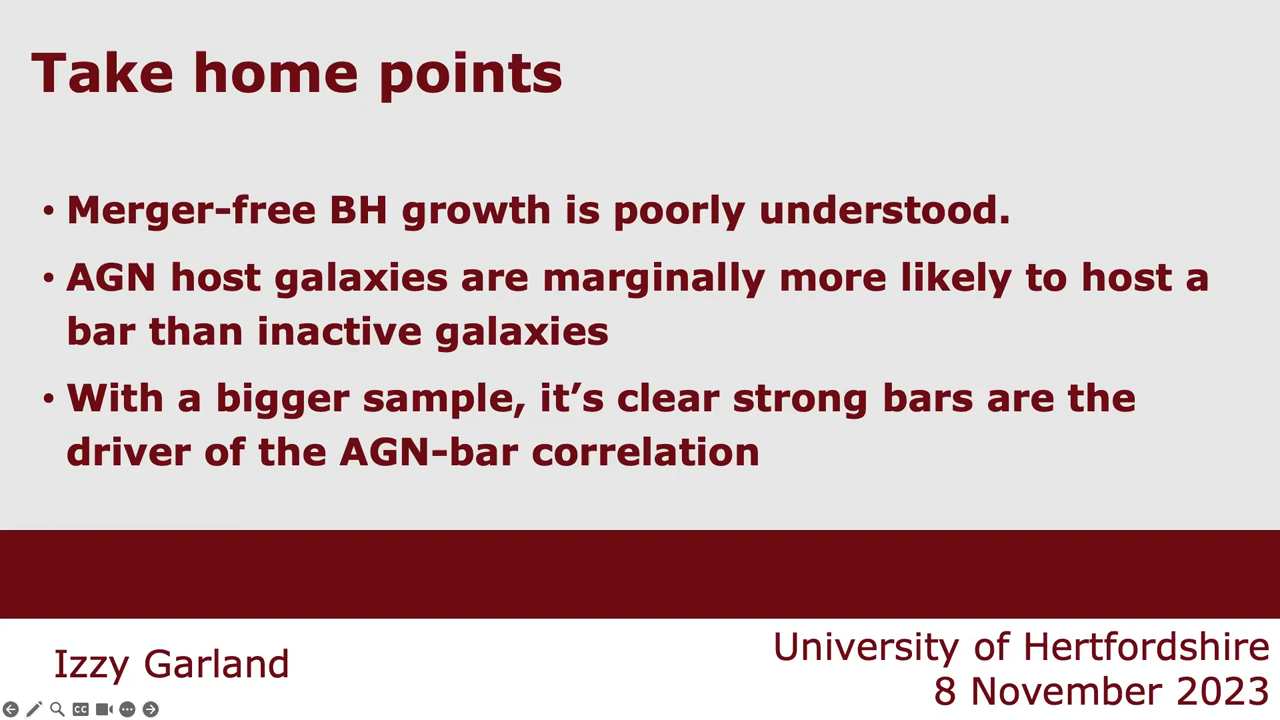 Take home points
• Merger-free BH growth is poorly understood.
• AGN host galaxies are marginally more likely to host a
bar than inactive galaxies
• With a bigger sample, it’s clear strong bars are the
driver of the AGN-bar correlation
Izzy Garland
University of Hertfordshire
8 November 2023
CC